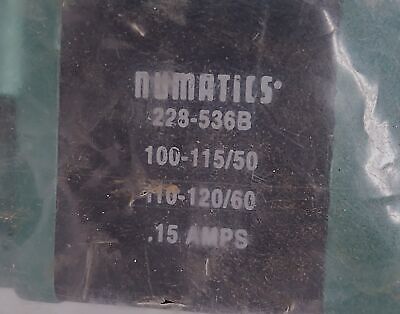 NUMATICS
228-536B
100-115/50
110-120/60
.15 AMPS